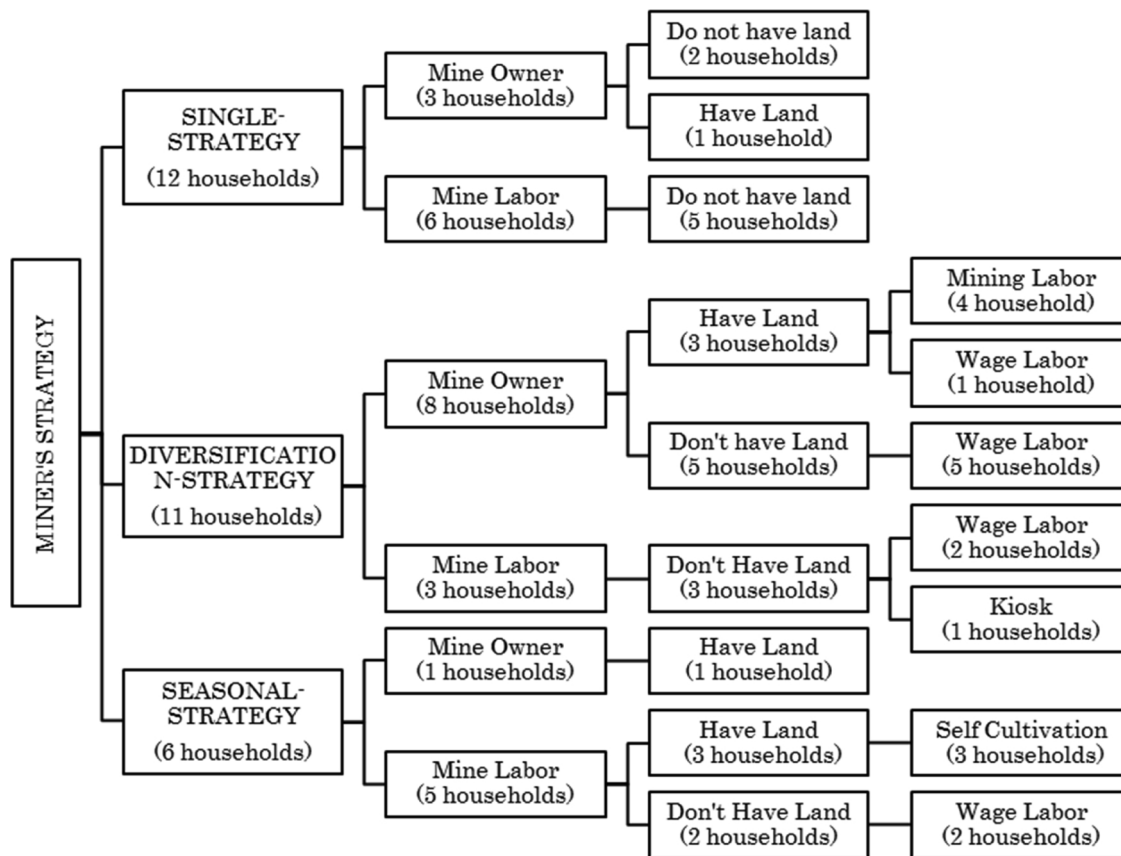 MINER'S STRATEGY
SINGLE-
STRATEGY
(12 households)
Mine Owner
(3 households)
Do not have land
(2 households)
Have Land
(1 household)
Mine Labor
(6 households)
Do not have land
(5 households)
DIVERSIFICATIO
N-STRATEGY
(11 households)
Mine Owner
(8 households)
Have Land
(3 households)
Mining Labor
(4 household)
Wage Labor
(1 household)
Don't have Land
(5 households)
Wage Labor
(5 households)
Mine Labor
(3 households)
Don't Have Land
(3 households)
Wage Labor
(2 households)
Kiosk
(1 households)
SEASONAL-
STRATEGY
(6 households)
Mine Owner
(1 households)
Have Land
(1 household)
Mine Labor
(5 households)
Have Land
(3 households)
Self Cultivation
(3 households)
Don't Have Land
(2 households)
Wage Labor
(2 households)